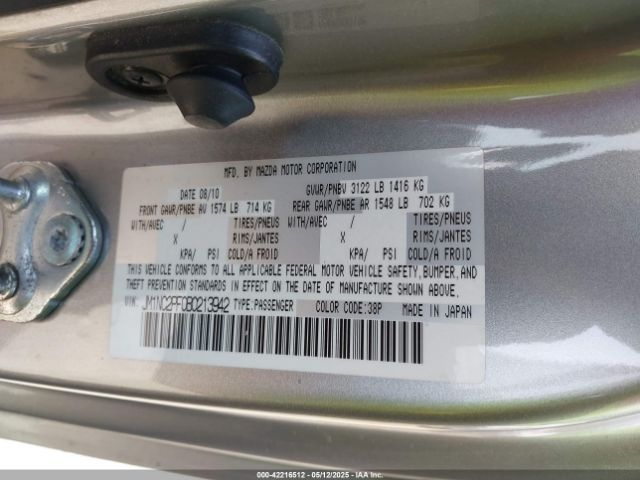 MFD. BY MAZDA MOTOR CORPORATION
DATE 08/10 GVWR/PNBV 3122 LB 1416 KG
FRONT GAWR/PNBE AV 1574 LB 714 KG REAR GAWR/PNBE AR 1548 LB 702 KG
WITH/AVEC / TIRES/PNEUS WITH/AVEC / TIRES/PNEUS
X RIMS/JANTES X RIMS/JANTES
KPA/ PSI COLD/A FROID KPA/ PSI COLD/A FROID
THIS VEHICLE CONFORMS TO ALL APPLICABLE FEDERAL MOTOR VEHICLE SAFETY, BUMPER, AND
THEFT PREVENTION STANDARDS IN EFFECT ON THE DATE OF MANUFACTURE SHOWN ABOVE.
VIN: JM1NC2PF0B0213942 TYPE:PASSENGER COLOR CODE:38P MADE IN JAPAN
000-42216512 - 05/12/2025 - IAA Inc.